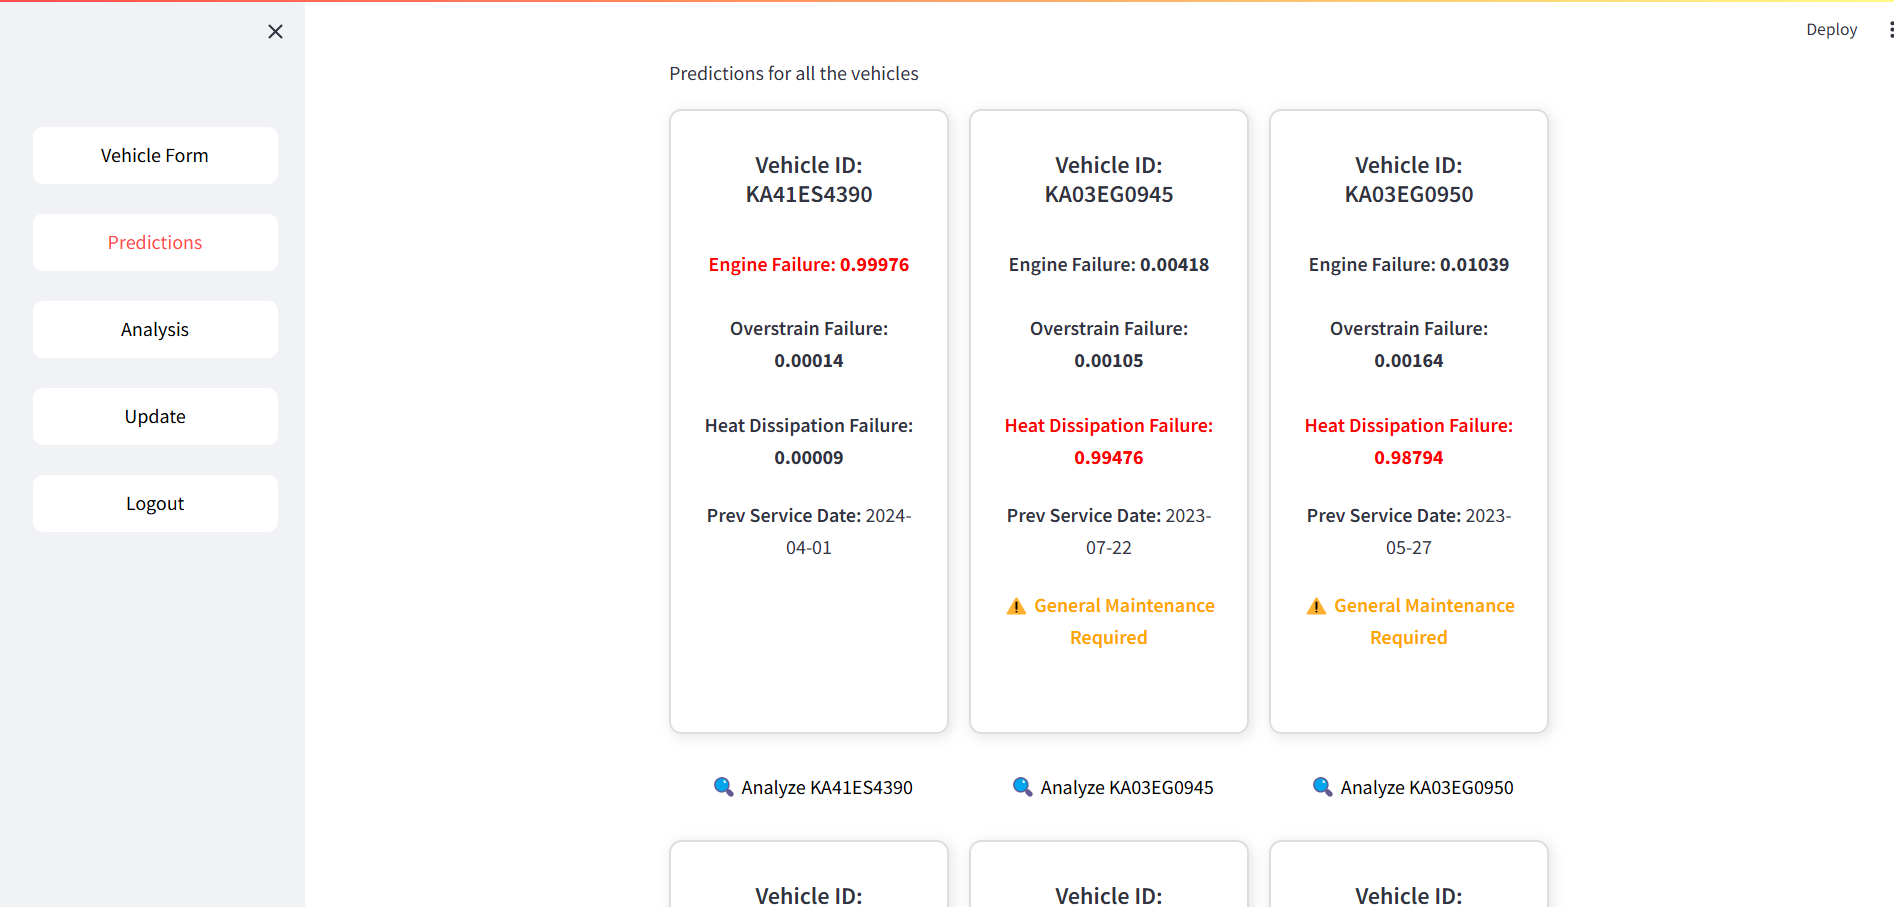 Deploy
Vehicle Form
Predictions
Analysis
Update
Logout
Predictions for all the vehicles
Vehicle ID:
KA41ES4390
Engine Failure: 0.99976
Overstrain Failure:
0.00014
Heat Dissipation Failure:
0.00009
Prev Service Date: 2024-
04-01
Analyze KA41ES4390
Vehicle ID:
KA03EG0945
Engine Failure: 0.00418
Overstrain Failure:
0.00105
Heat Dissipation Failure:
0.99476
Prev Service Date: 2023-
07-22
General Maintenance
Required
Analyze KA03EG0945
Vehicle ID:
KA03EG0950
Engine Failure: 0.01039
Overstrain Failure:
0.00164
Heat Dissipation Failure:
0.98794
Prev Service Date: 2023-
05-27
General Maintenance
Required
Analyze KA03EG0950
Vehicle ID:
Vehicle ID:
Vehicle ID: